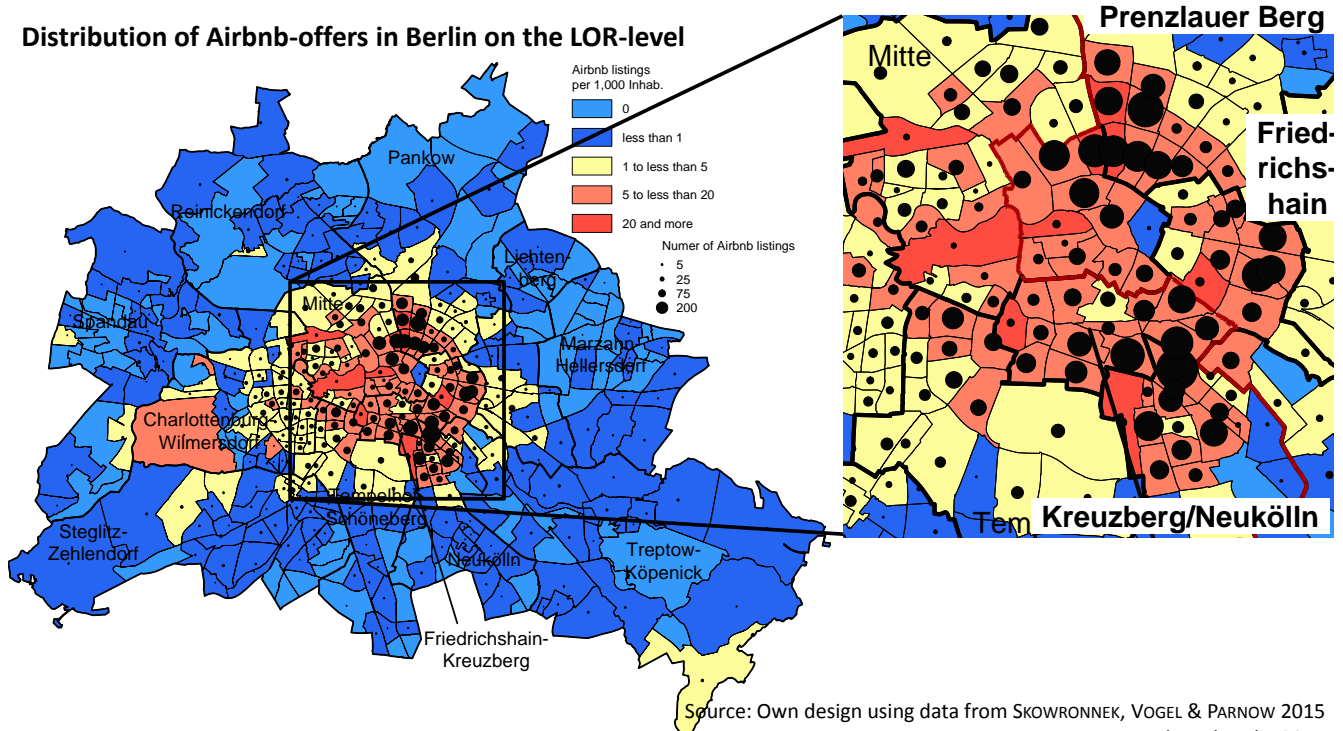 Distribution of Airbnb-offers in Berlin on the LOR-level
Airbnb listings
per 1,000 Inhab.
0
less than 1
1 to less than 5
5 to less than 20
20 and more
Numer of Airbnb listings
5
25
75
200
Pankow
Reinickendorf
Lichten-
berg
Mitte
Spandau
Marzahn
Hellersdorf
Charlottenburg-
Wilmersdorf
Tempelhof
Schöneberg
Steglitz-
Zehlendorf
Neukölln
Treptow-
Köpenick
Friedrichshain-
Kreuzberg
Prenzlauer Berg
Mitte
Fried-
richs-
hain
Tem
Kreuzberg/Neukölln
Source: Own design using data from SKOWRONNEK, VOGEL & PARNOW 2015